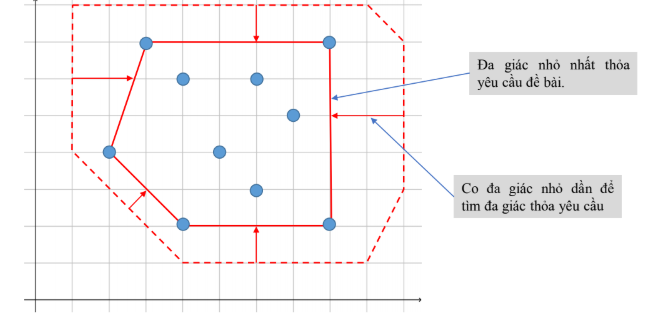 Đa giác nhỏ nhất thỏa
yêu cầu đề bài.
Co đa giác nhỏ dần để
tìm đa giác thỏa yêu cầu